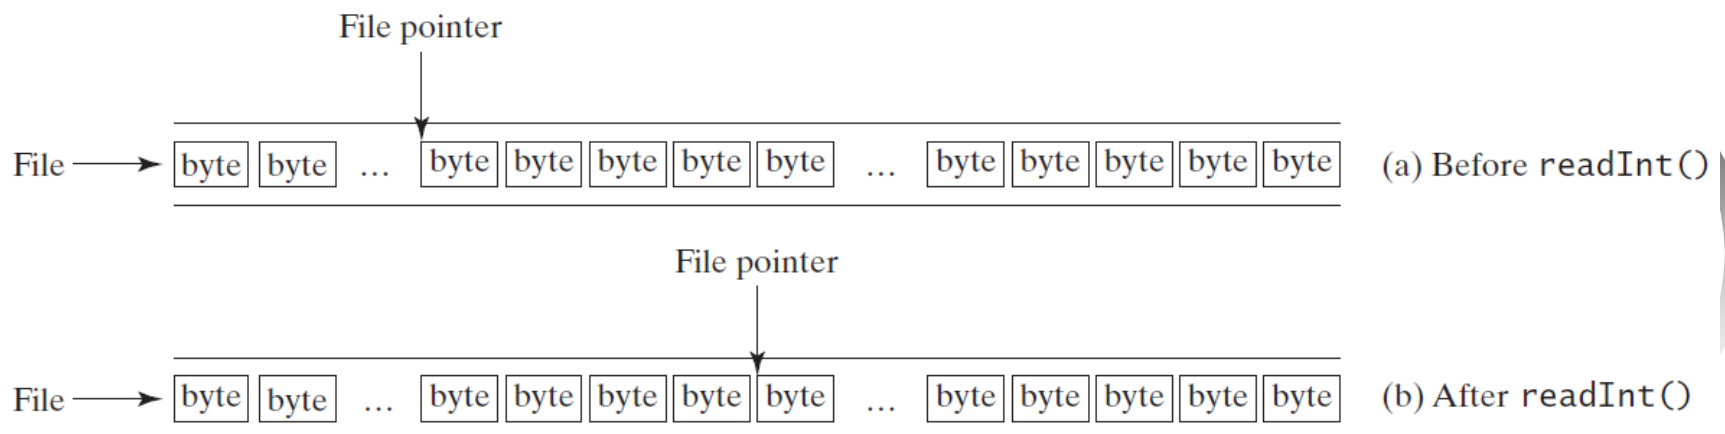 File pointer
File byte byte ... byte byte byte byte byte ... byte byte byte byte byte (a) Before readInt()
File pointer
File byte byte ... byte byte byte byte byte ... byte byte byte byte byte (b) After readInt()